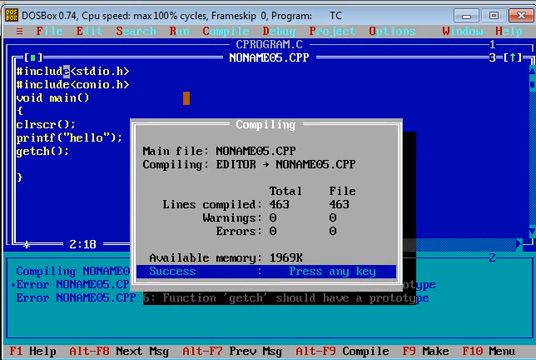 DOSBox 0.74, Cpu speed: max 100% cycles, Frameskip 0, Program: TC
≡ File Edit Search Run Compile Debug Project Options Window Help
CPROGRAM.C 1
[■] NONAME05.CPP 3=[↑]
#include<stdio.h>
#include<conio.h>
void main()
{
clrscr();
printf("hello");
getch();
}
2:18
Compiling
Main file: NONAME05.CPP
Compiling: EDITOR → NONAME05.CPP
Total File
Lines compiled: 463 463
Warnings: 0 0
Errors: 0 0
Available memory: 1969K
Success : Press any key
2
Compiling NONAME
•Error NONAME05.CP totype
Error NONAME05.CPP 6: Function 'getch' should have a prototype
F1 Help Alt-F8 Next Msg Alt-F7 Prev Msg Alt-F9 Compile F9 Make F10 Menu